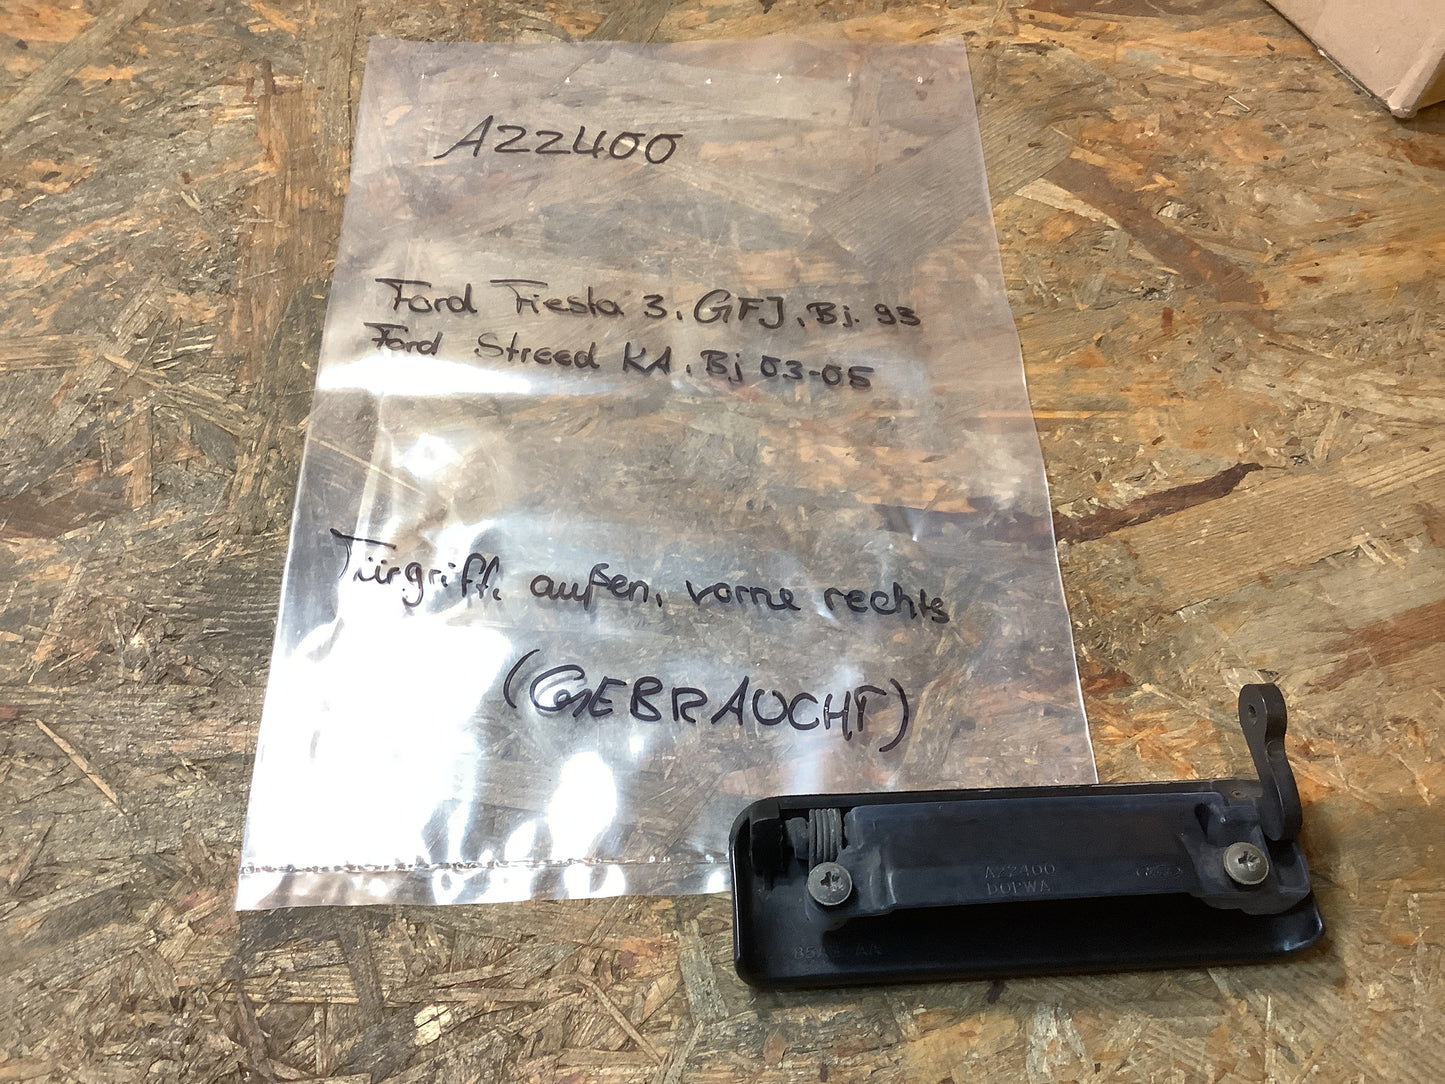 A22400
Ford Fiesta 3, GFJ, Bj. 93
Ford Streed KA, Bj 03-05
Türgriff, außen, vorne rechts
(GEBRAUCHT)
A22400
DOPWA
AA